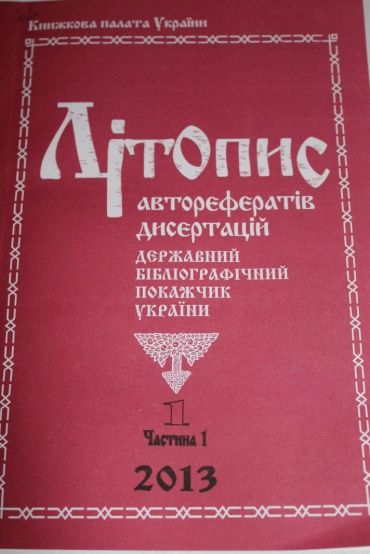 Книжкова палата України
Літопис
авторефератів
дисертацій
державний
бібліографічний
покажчик
україни
1
Частина 1
2013